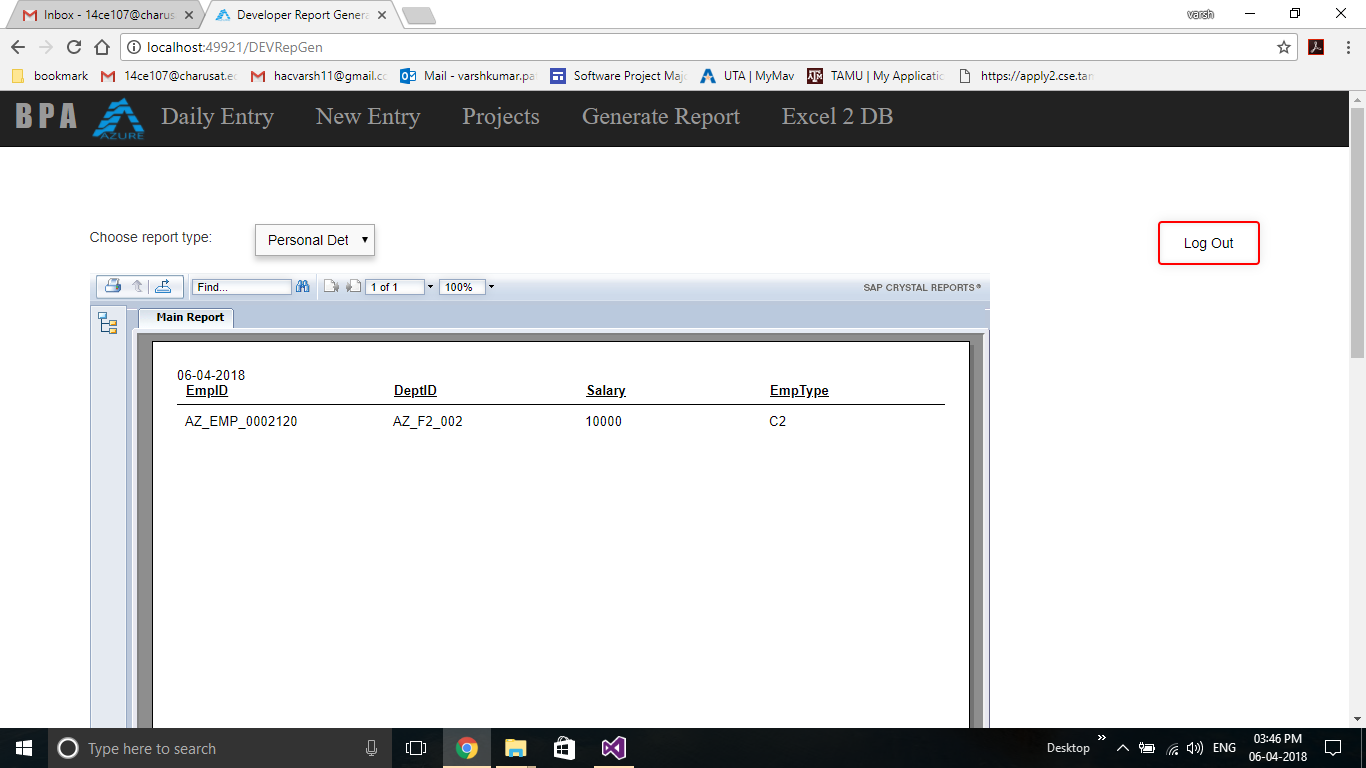 Inbox - 14ce107@charus
Developer Report Genera
varsh
localhost:49921/DEVRepGen
bookmark
14ce107@charusat.ec
hacvarsh11@gmail.cc
Mail - varshkumar.pat
Software Project Majo
UTA | MyMav
TAMU | My Applicatic
https://apply2.cse.tam
BPA
AZURE
Daily Entry
New Entry
Projects
Generate Report
Excel 2 DB
Choose report type:
Personal Det
Log Out
Find...
1 of 1
100%
SAP CRYSTAL REPORTS®
Main Report
06-04-2018
EmpID DeptID Salary EmpType
AZ_EMP_0002120 AZ_F2_002 10000 C2
Type here to search
Desktop
ENG
03:46 PM
06-04-2018